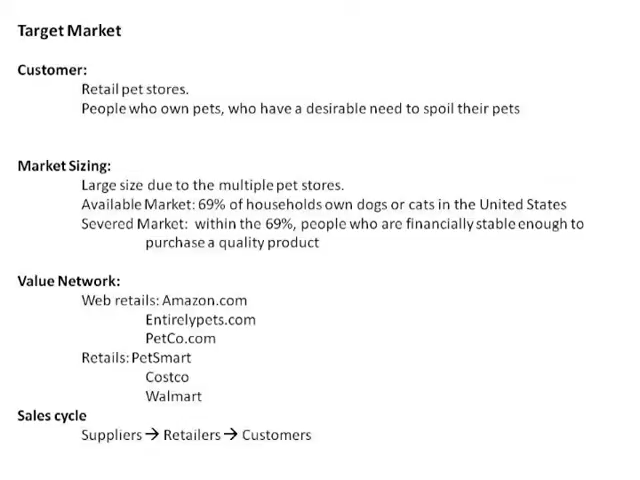 Target Market
Customer:
Retail pet stores.
People who own pets, who have a desirable need to spoil their pets
Market Sizing:
Large size due to the multiple pet stores.
Available Market: 69% of households own dogs or cats in the United States
Severed Market:  within the 69%, people who are financially stable enough to
purchase a quality product
Value Network:
Web retails: Amazon.com
Entirelypets.com
PetCo.com
Retails: PetSmart
Costco
Walmart
Sales cycle
Suppliers → Retailers → Customers